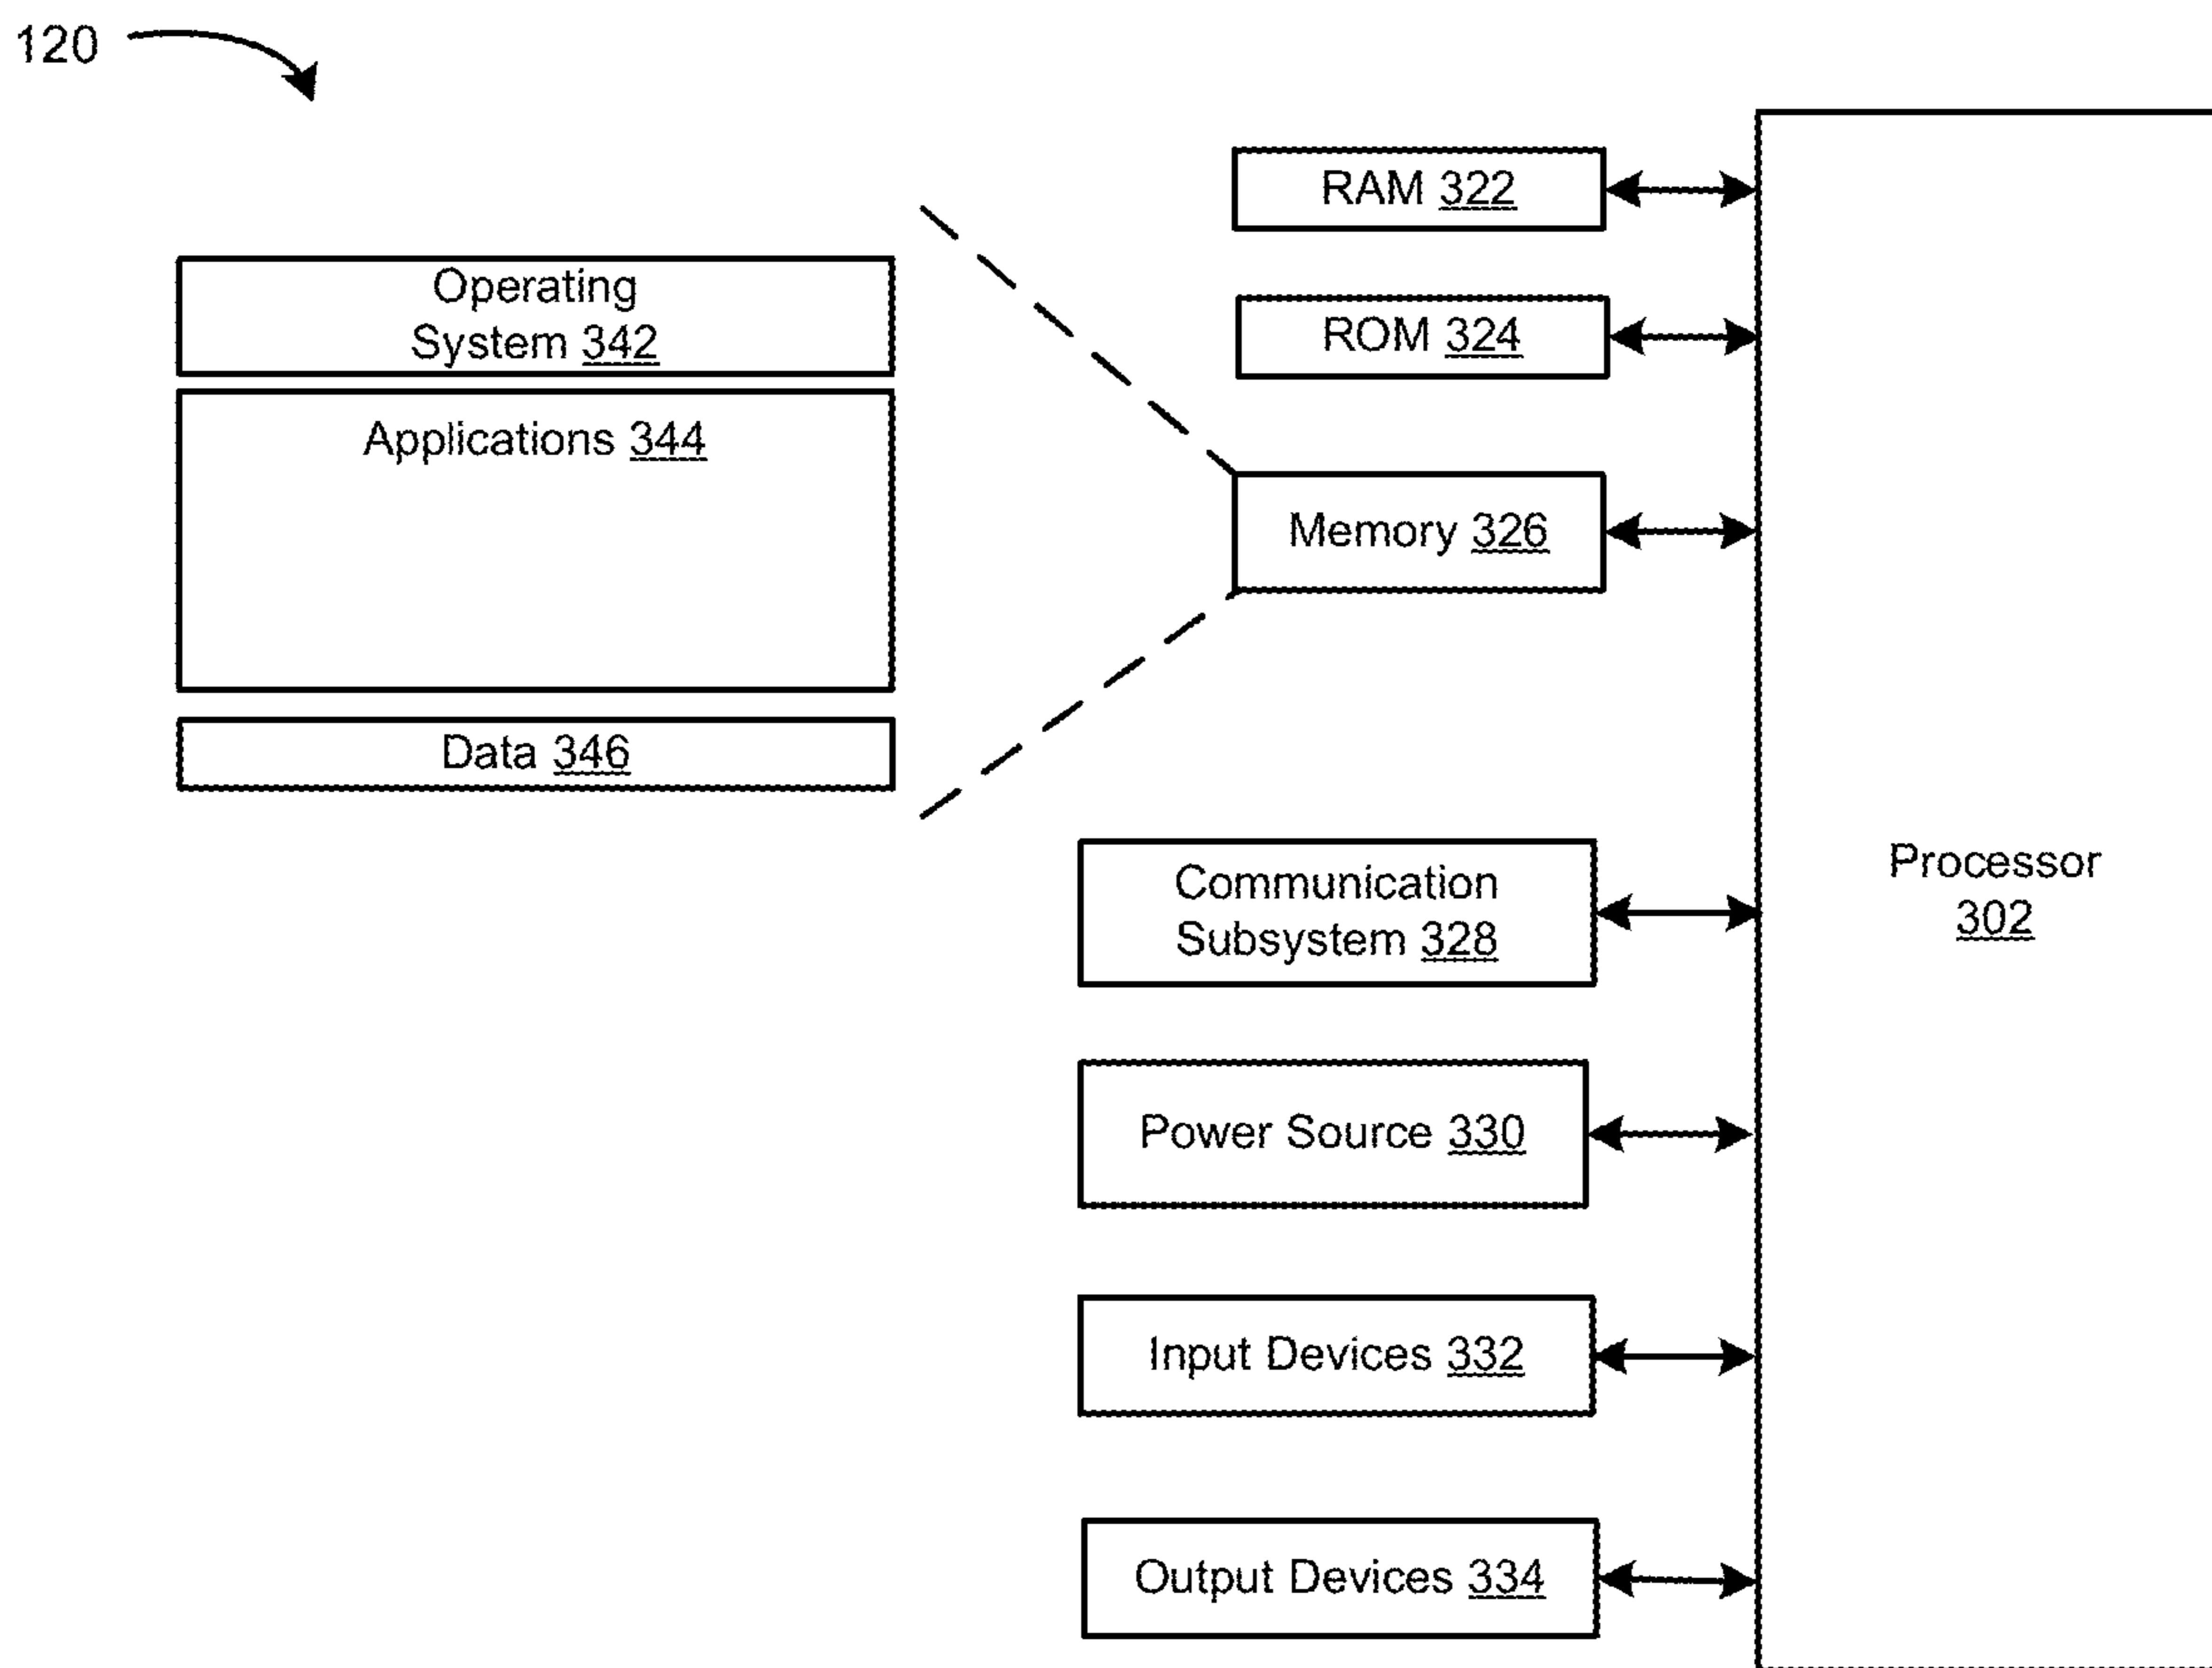 120
RAM 322
Operating
System 342
ROM 324
Applications 344
Memory 326
Data 346
Communication
Subsystem 328
Processor
302
Power Source 330
Input Devices 332
Output Devices 334